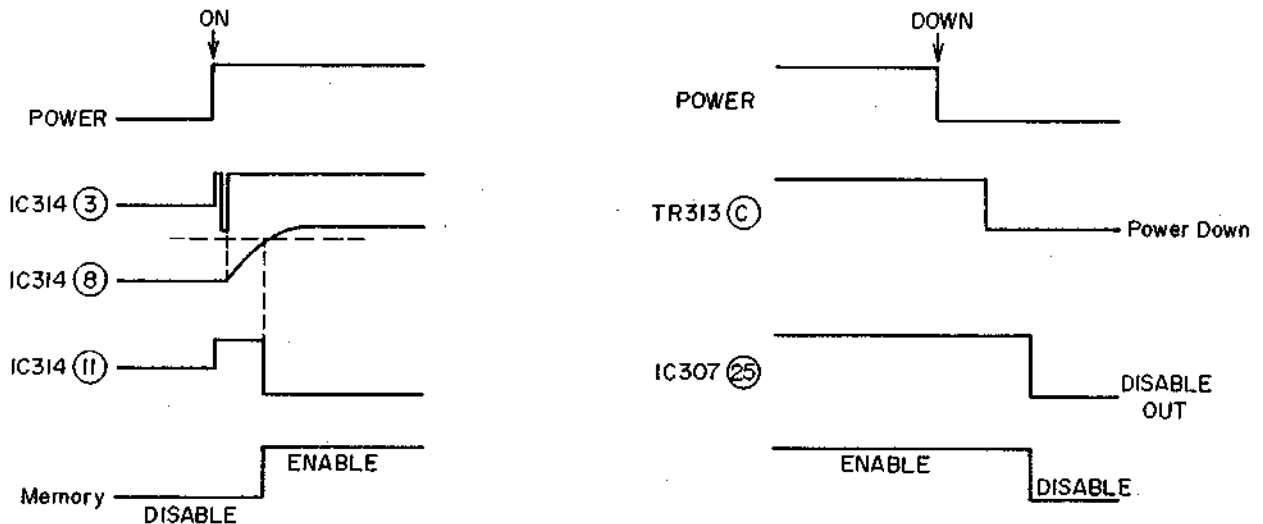 ON
POWER
IC314 ③
IC314 ⑧
IC314 ⑪
ENABLE
Memory
DISABLE
DOWN
POWER
TR313 Ⓒ
Power Down
IC307 ㉕
DISABLE
OUT
ENABLE
DISABLE